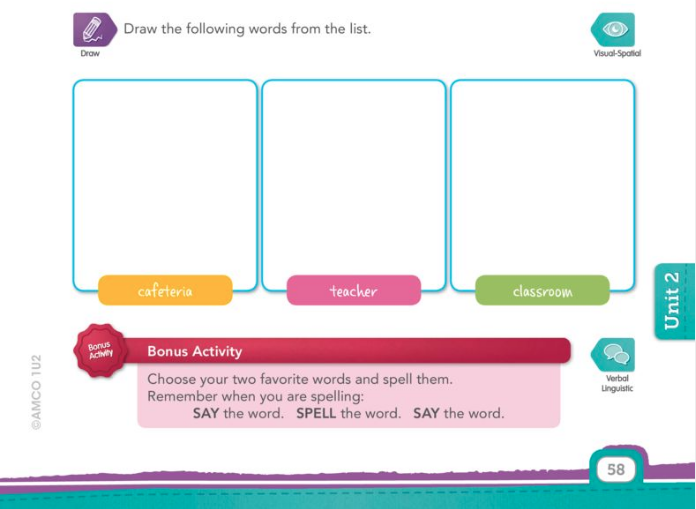 Draw the following words from the list.
Draw
Visual-Spatial
cafeteria
teacher
classroom
Unit 2
Bonus
Activity
Bonus Activity
Choose your two favorite words and spell them.
Remember when you are spelling:
SAY the word. SPELL the word. SAY the word.
Verbal
Linguistic
©AMCO 1U2
58